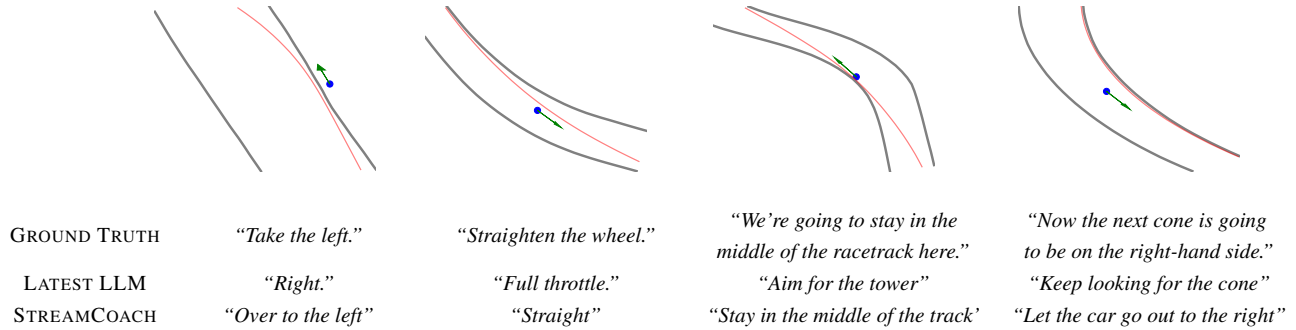 GROUND TRUTH “Take the left.” “Straighten the wheel.” “We’re going to stay in the middle of the racetrack here.” “Now the next cone is going to be on the right-hand side.”
LATEST LLM “Right.” “Full throttle.” “Aim for the tower” “Keep looking for the cone”
STREAMCOACH “Over to the left” “Straight” “Stay in the middle of the track’ “Let the car go out to the right”